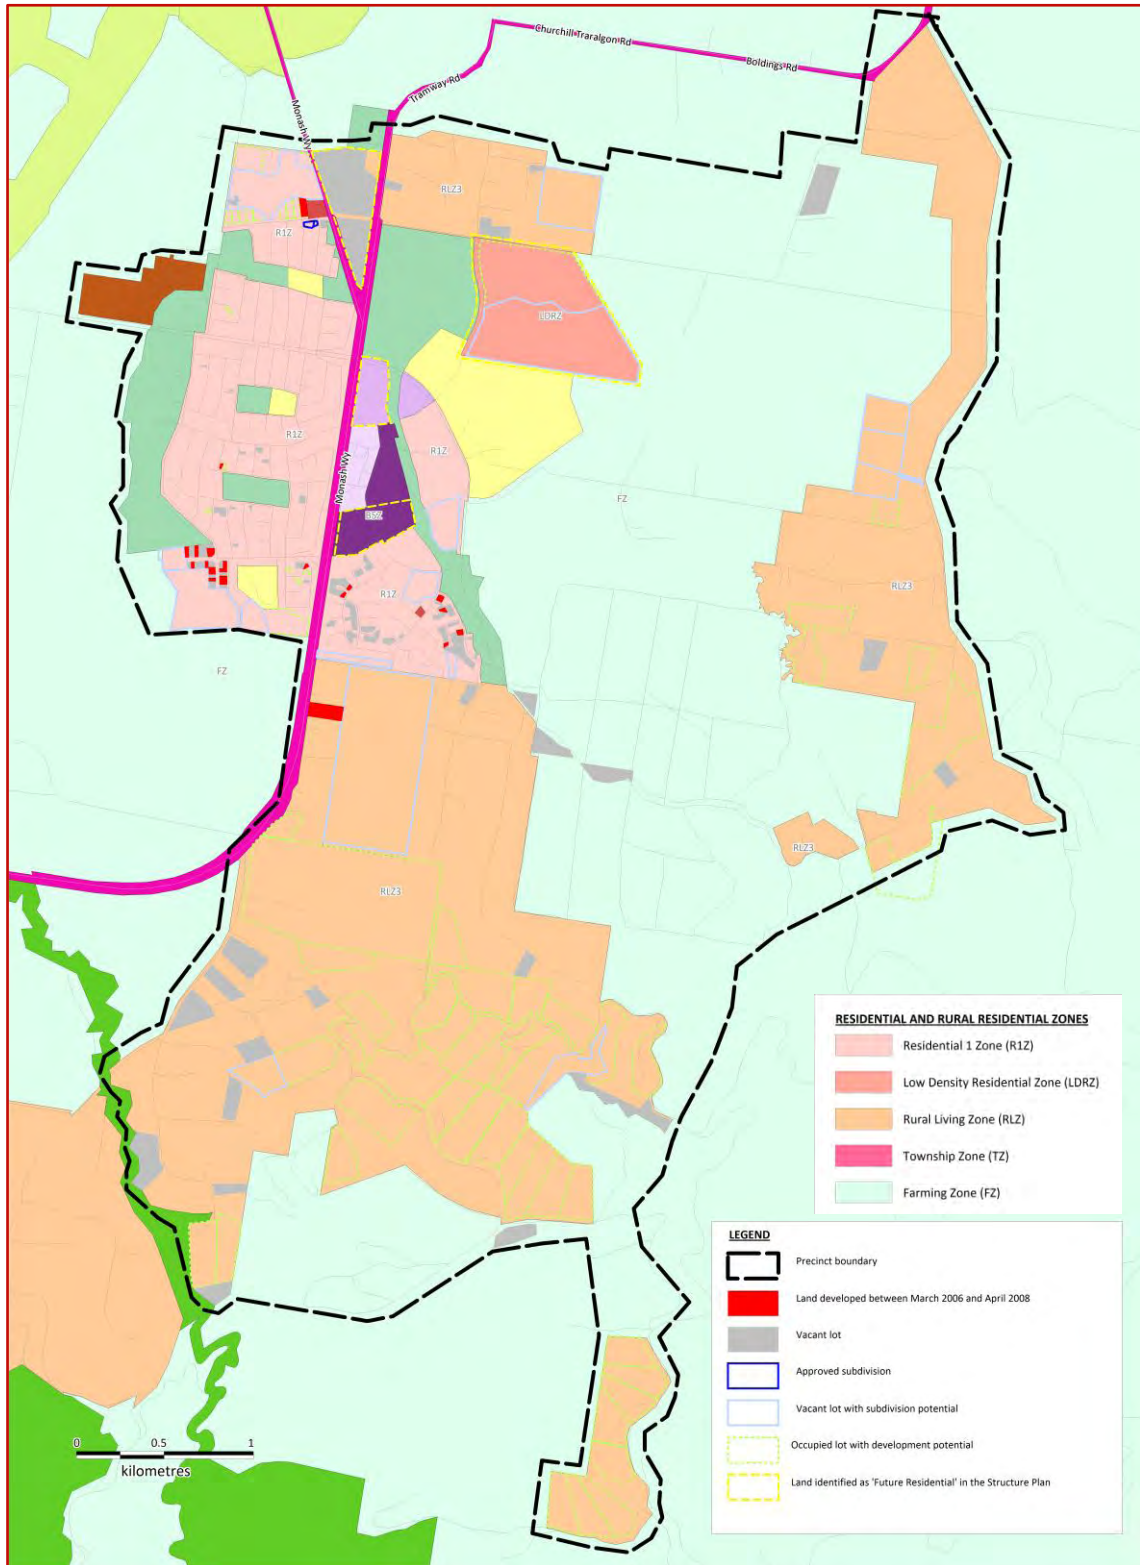 Churchill Traralgon Rd
Boldings Rd
Tramway Rd
Monash Wy
RLZ3
R1Z
LDRZ
R1Z
R1Z
Monash Wy
FZ
B5Z
R1Z
RLZ3
FZ
RLZ3
RLZ3
RESIDENTIAL AND RURAL RESIDENTIAL ZONES
Residential 1 Zone (R1Z)
Low Density Residential Zone (LDRZ)
Rural Living Zone (RLZ)
Township Zone (TZ)
Farming Zone (FZ)
LEGEND
Precinct boundary
Land developed between March 2006 and April 2008
Vacant lot
Approved subdivision
Vacant lot with subdivision potential
Occupied lot with development potential
Land identified as 'Future Residential' in the Structure Plan
0 0.5 1
kilometres